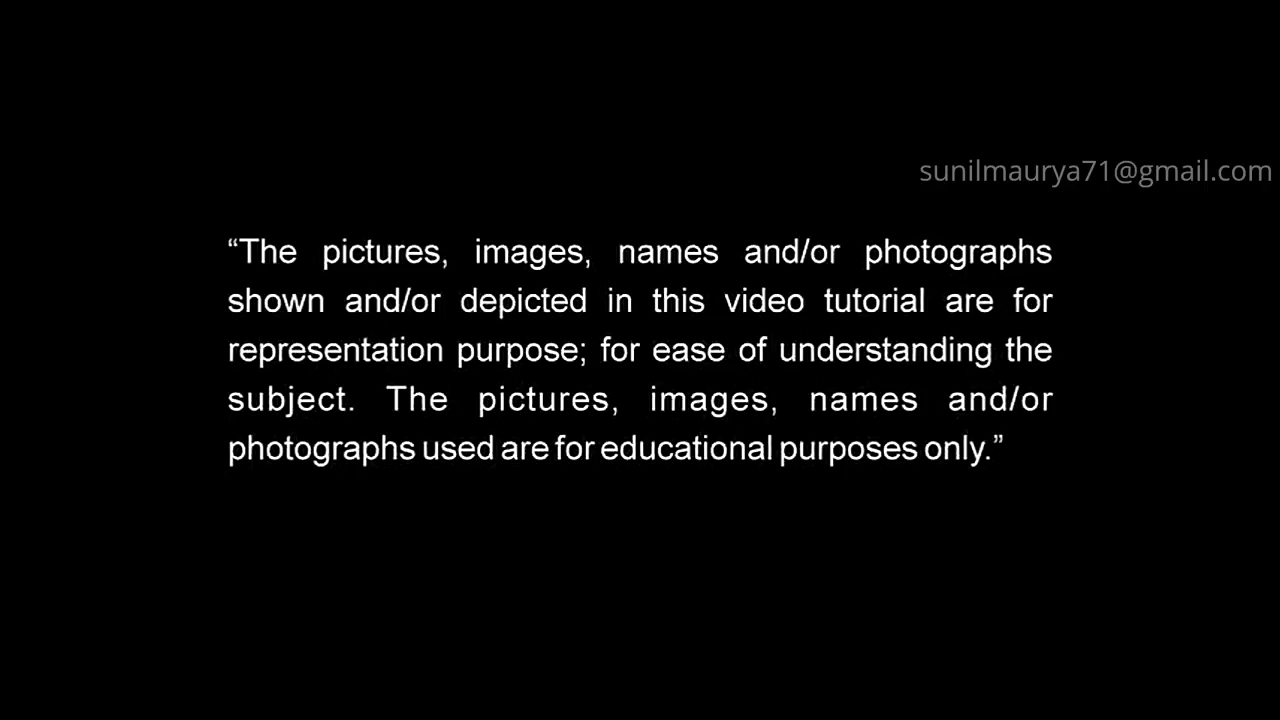 sunilmaurya71@gmail.com
“The pictures, images, names and/or photographs
shown and/or depicted in this video tutorial are for
representation purpose; for ease of understanding the
subject. The pictures, images, names and/or
photographs used are for educational purposes only.”